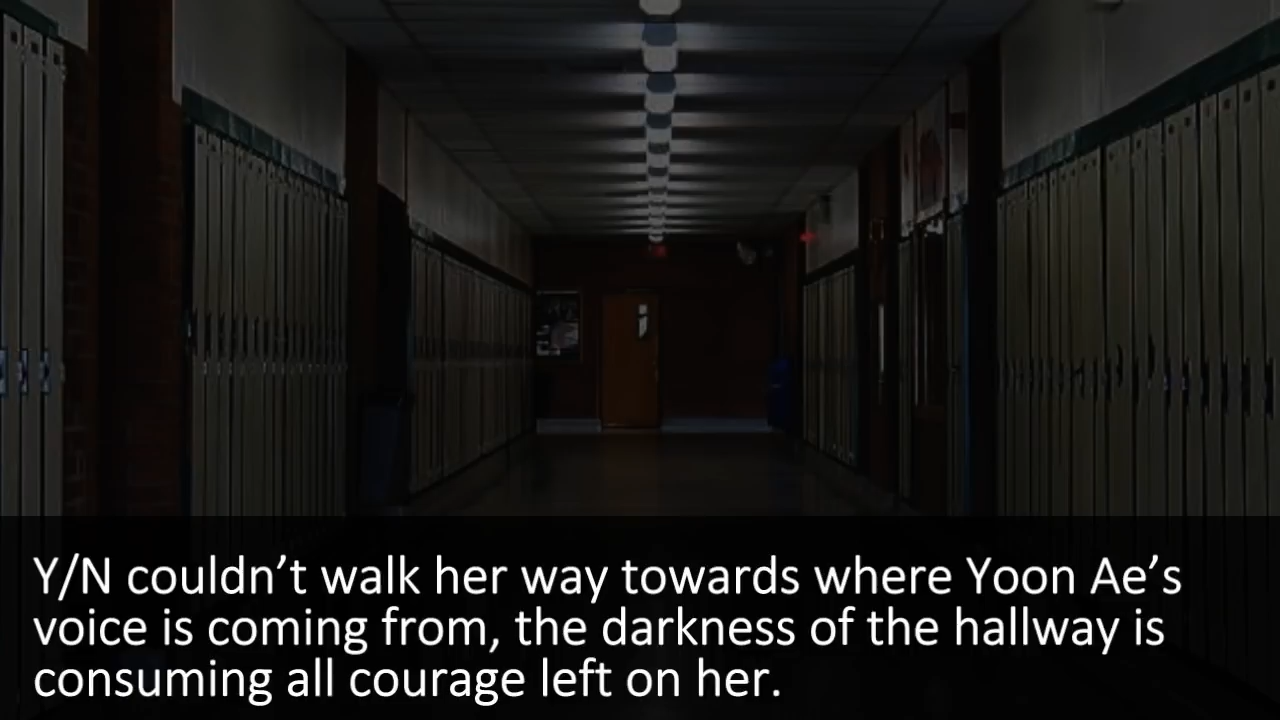 Y/N couldn’t walk her way towards where Yoon Ae’s
voice is coming from, the darkness of the hallway is
consuming all courage left on her.